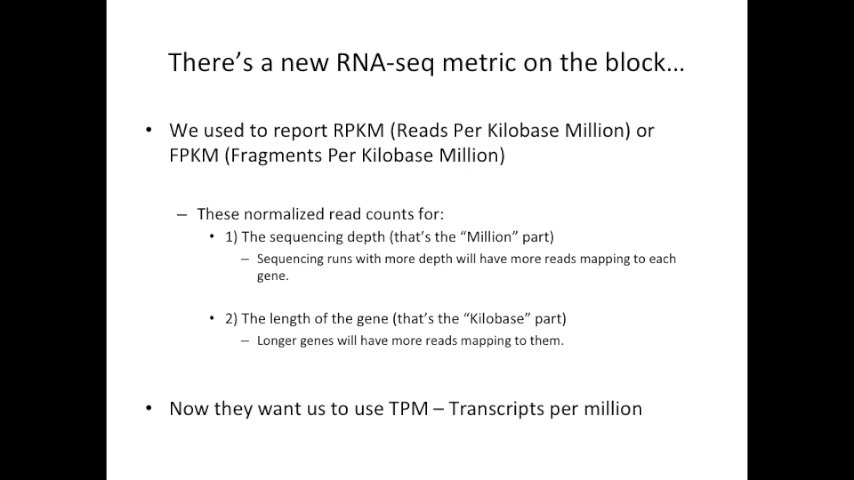 There’s a new RNA-seq metric on the block…
• We used to report RPKM (Reads Per Kilobase Million) or
FPKM (Fragments Per Kilobase Million)
– These normalized read counts for:
• 1) The sequencing depth (that’s the “Million” part)
– Sequencing runs with more depth will have more reads mapping to each
gene.
• 2) The length of the gene (that’s the “Kilobase” part)
– Longer genes will have more reads mapping to them.
• Now they want us to use TPM – Transcripts per million